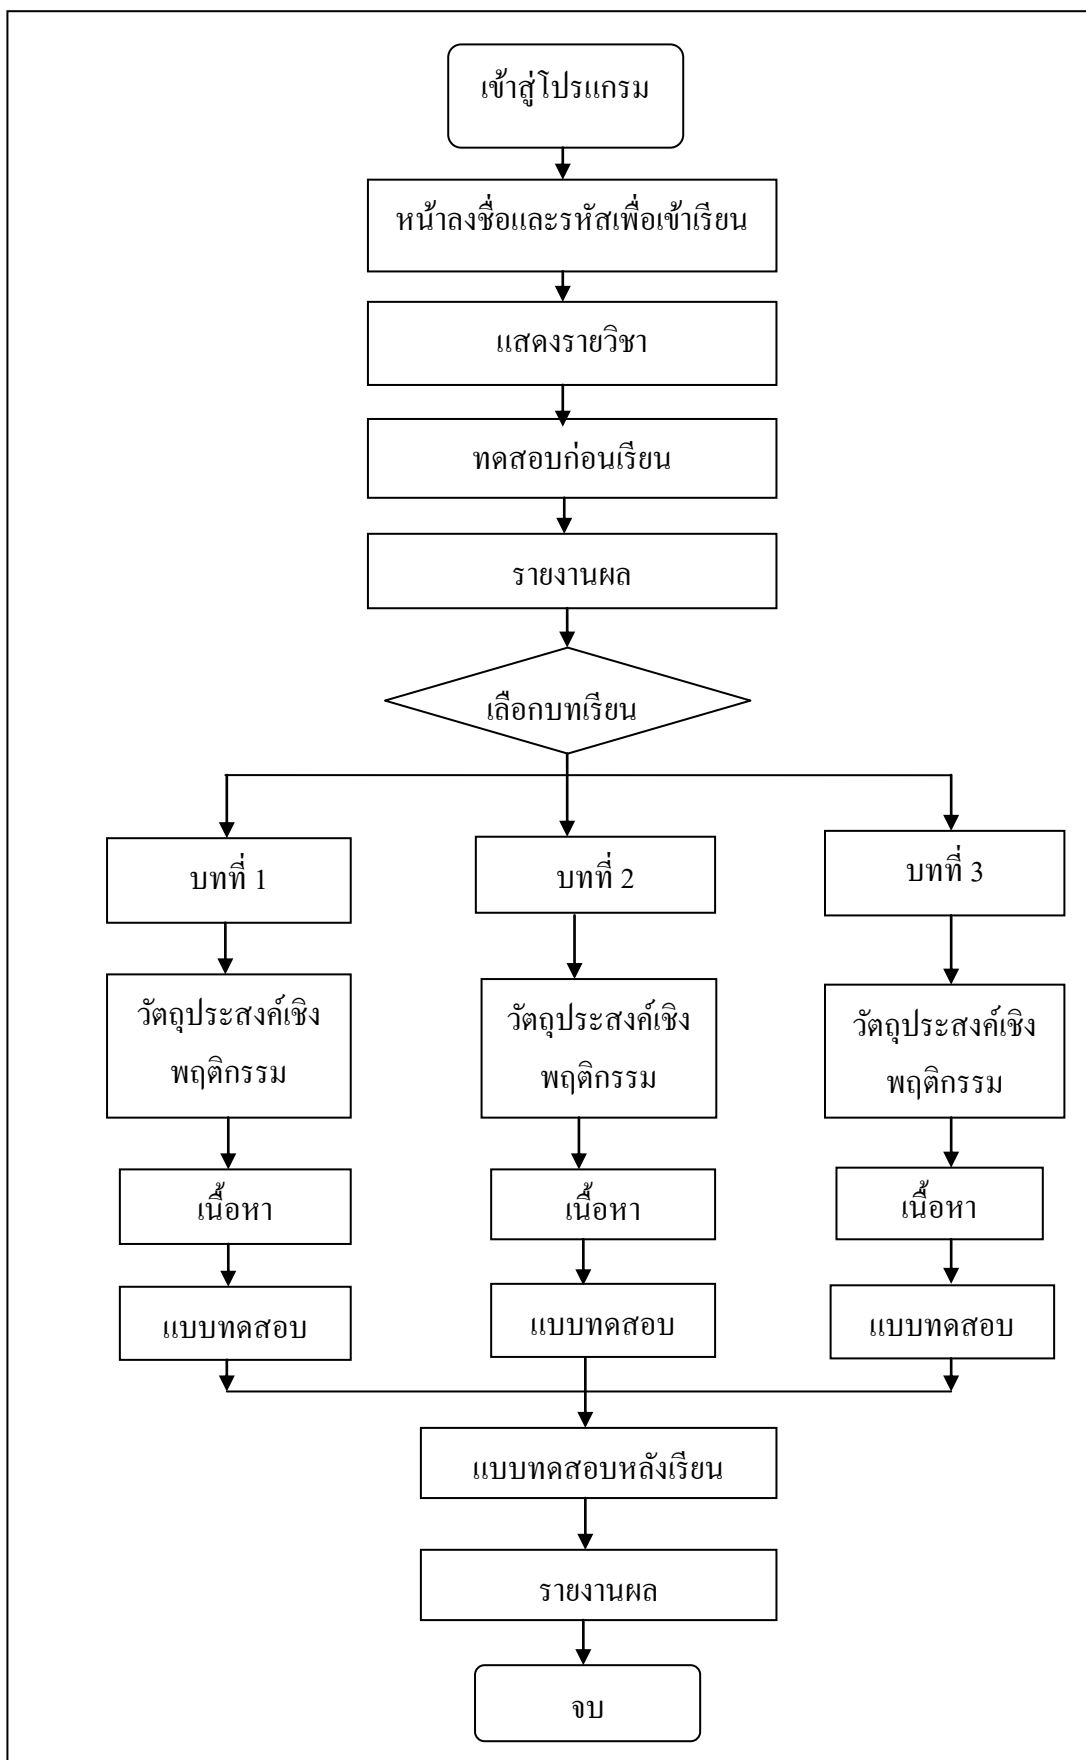 เข้าสู่โปรแกรม
หน้าลงชื่อและรหัสเพื่อเข้าเรียน
แสดงรายวิชา
ทดสอบก่อนเรียน
รายงานผล
เลือกบทเรียน
บทที่ 1
บทที่ 2
บทที่ 3
วัตถุประสงค์เชิง
พฤติกรรม
วัตถุประสงค์เชิง
พฤติกรรม
วัตถุประสงค์เชิง
พฤติกรรม
เนื้อหา
เนื้อหา
เนื้อหา
แบบทดสอบ
แบบทดสอบ
แบบทดสอบ
แบบทดสอบหลังเรียน
รายงานผล
จบ